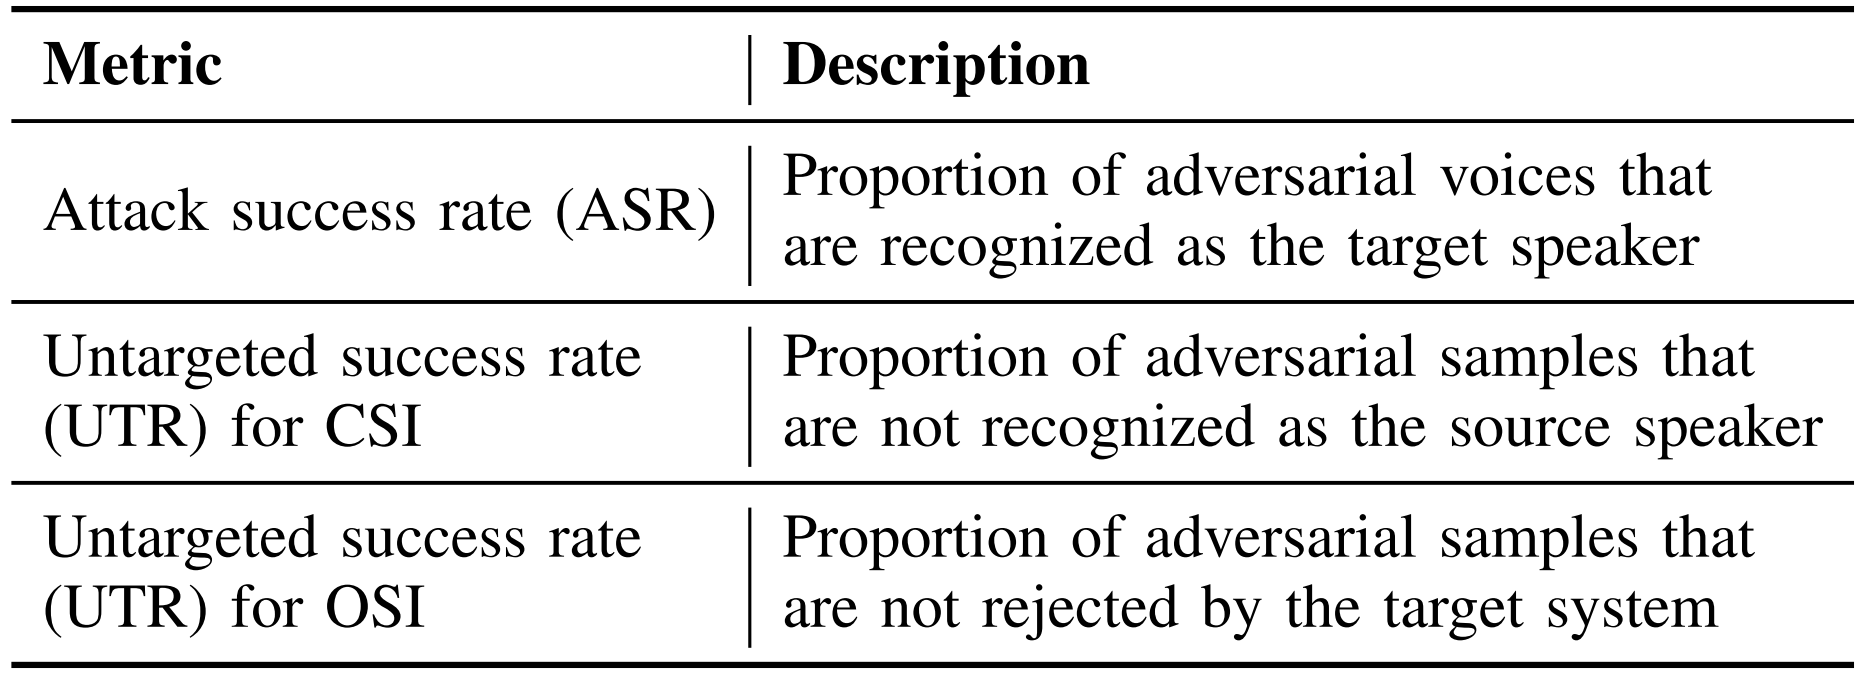 Metric
Description
Attack success rate (ASR)
Proportion of adversarial voices that
are recognized as the target speaker
Untargeted success rate
(UTR) for CSI
Proportion of adversarial samples that
are not recognized as the source speaker
Untargeted success rate
(UTR) for OSI
Proportion of adversarial samples that
are not rejected by the target system